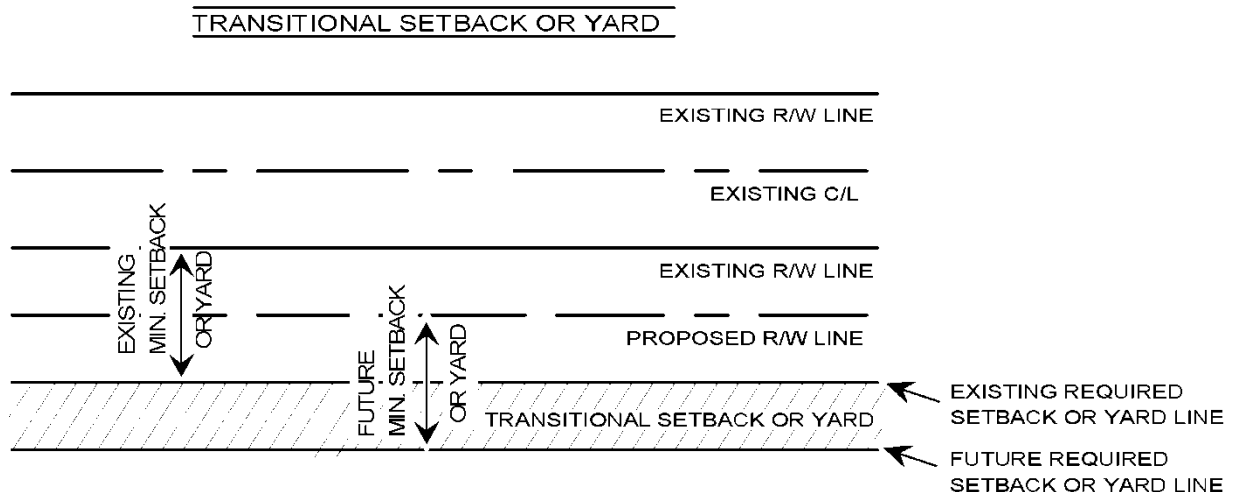 TRANSITIONAL SETBACK OR YARD
EXISTING R/W LINE
EXISTING C/L
EXISTING R/W LINE
EXISTING
MIN. SETBACK
OR YARD
PROPOSED R/W LINE
FUTURE
MIN. SETBACK
OR YARD
TRANSITIONAL SETBACK OR YARD
EXISTING REQUIRED
SETBACK OR YARD LINE
FUTURE REQUIRED
SETBACK OR YARD LINE